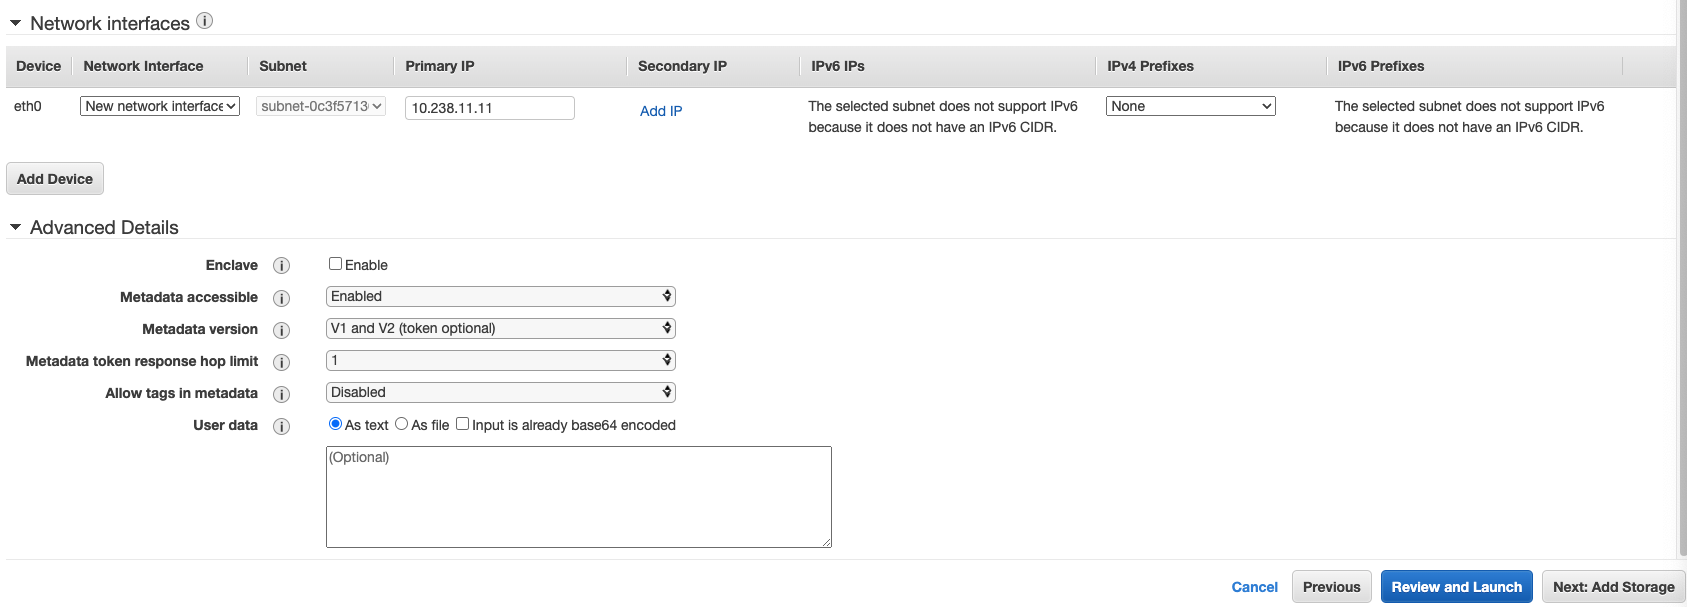 Network interfaces
Device Network Interface Subnet Primary IP Secondary IP IPv6 IPs IPv4 Prefixes IPv6 Prefixes
eth0 New network interface subnet-0c3f5713 10.238.11.11 Add IP The selected subnet does not support IPv6 None The selected subnet does not support IPv6
because it does not have an IPv6 CIDR. because it does not have an IPv6 CIDR.
Add Device
Advanced Details
Enclave Enable
Metadata accessible Enabled
Metadata version V1 and V2 (token optional)
Metadata token response hop limit 1
Allow tags in metadata Disabled
User data As text As file Input is already base64 encoded
(Optional)
Cancel Previous Review and Launch Next: Add Storage